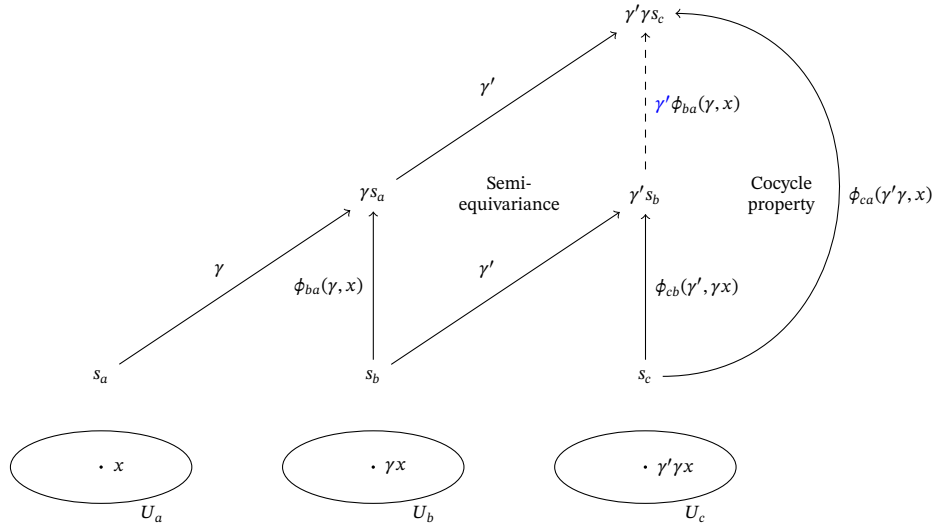 γ′γs_c
γ′
γ′ϕ_ba(γ, x)
γs_a
Semi-
equivariance
γ′s_b
Cocycle
property
ϕ_ca(γ′γ, x)
γ
ϕ_ba(γ, x)
γ′
ϕ_cb(γ′, γx)
s_a
s_b
s_c
x
γx
γ′γx
U_a
U_b
U_c